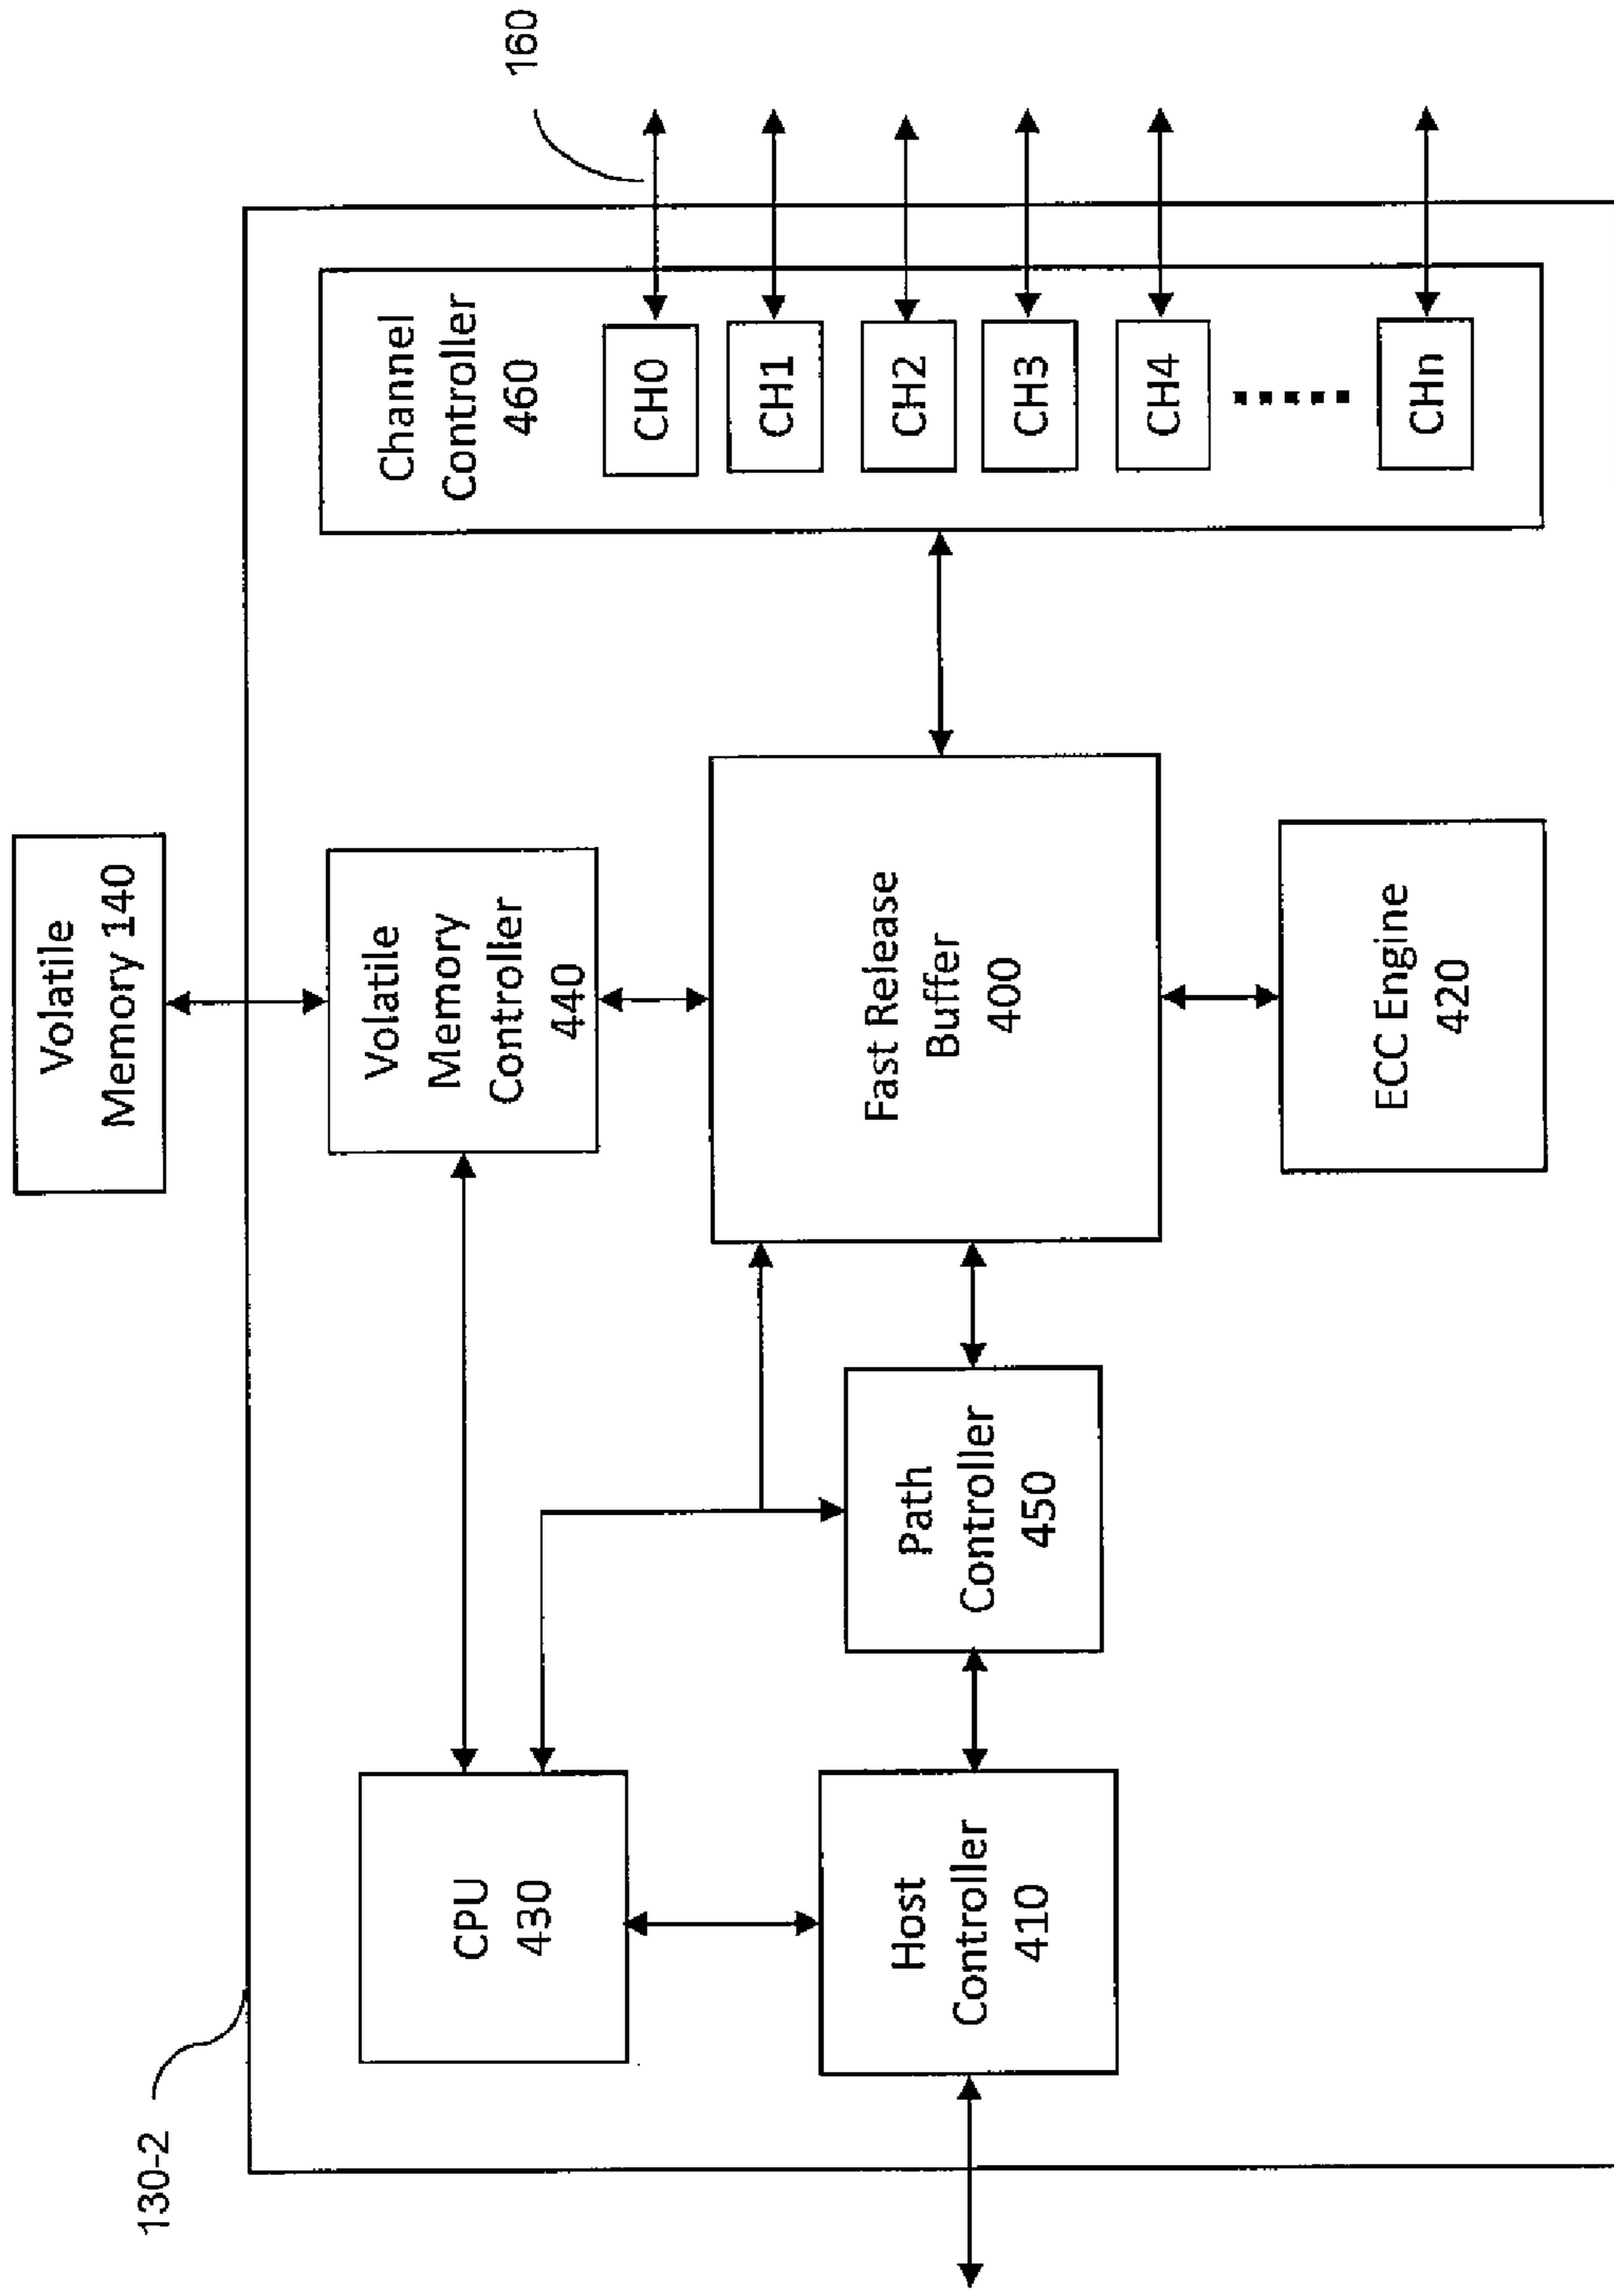 130-2
160
Volatile
Memory 140
Volatile
Memory
Controller
440
CPU
430
Host
Controller
410
Path
Controller
450
Fast Release
Buffer
400
ECC Engine
420
Channel
Controller
460
CH0
CH1
CH2
CH3
CH4
CHn